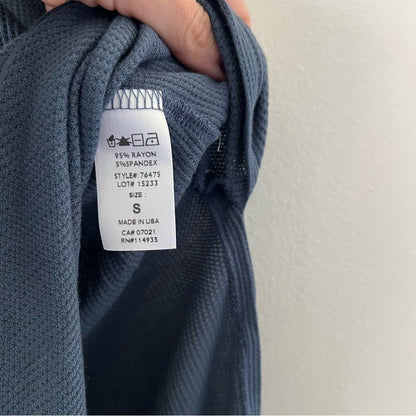 95% RAYON
5%SPANDEX
STYLE#:76475
LOT# 15233
SIZE :
S
MADE IN USA
CA# 07021
RN#114935